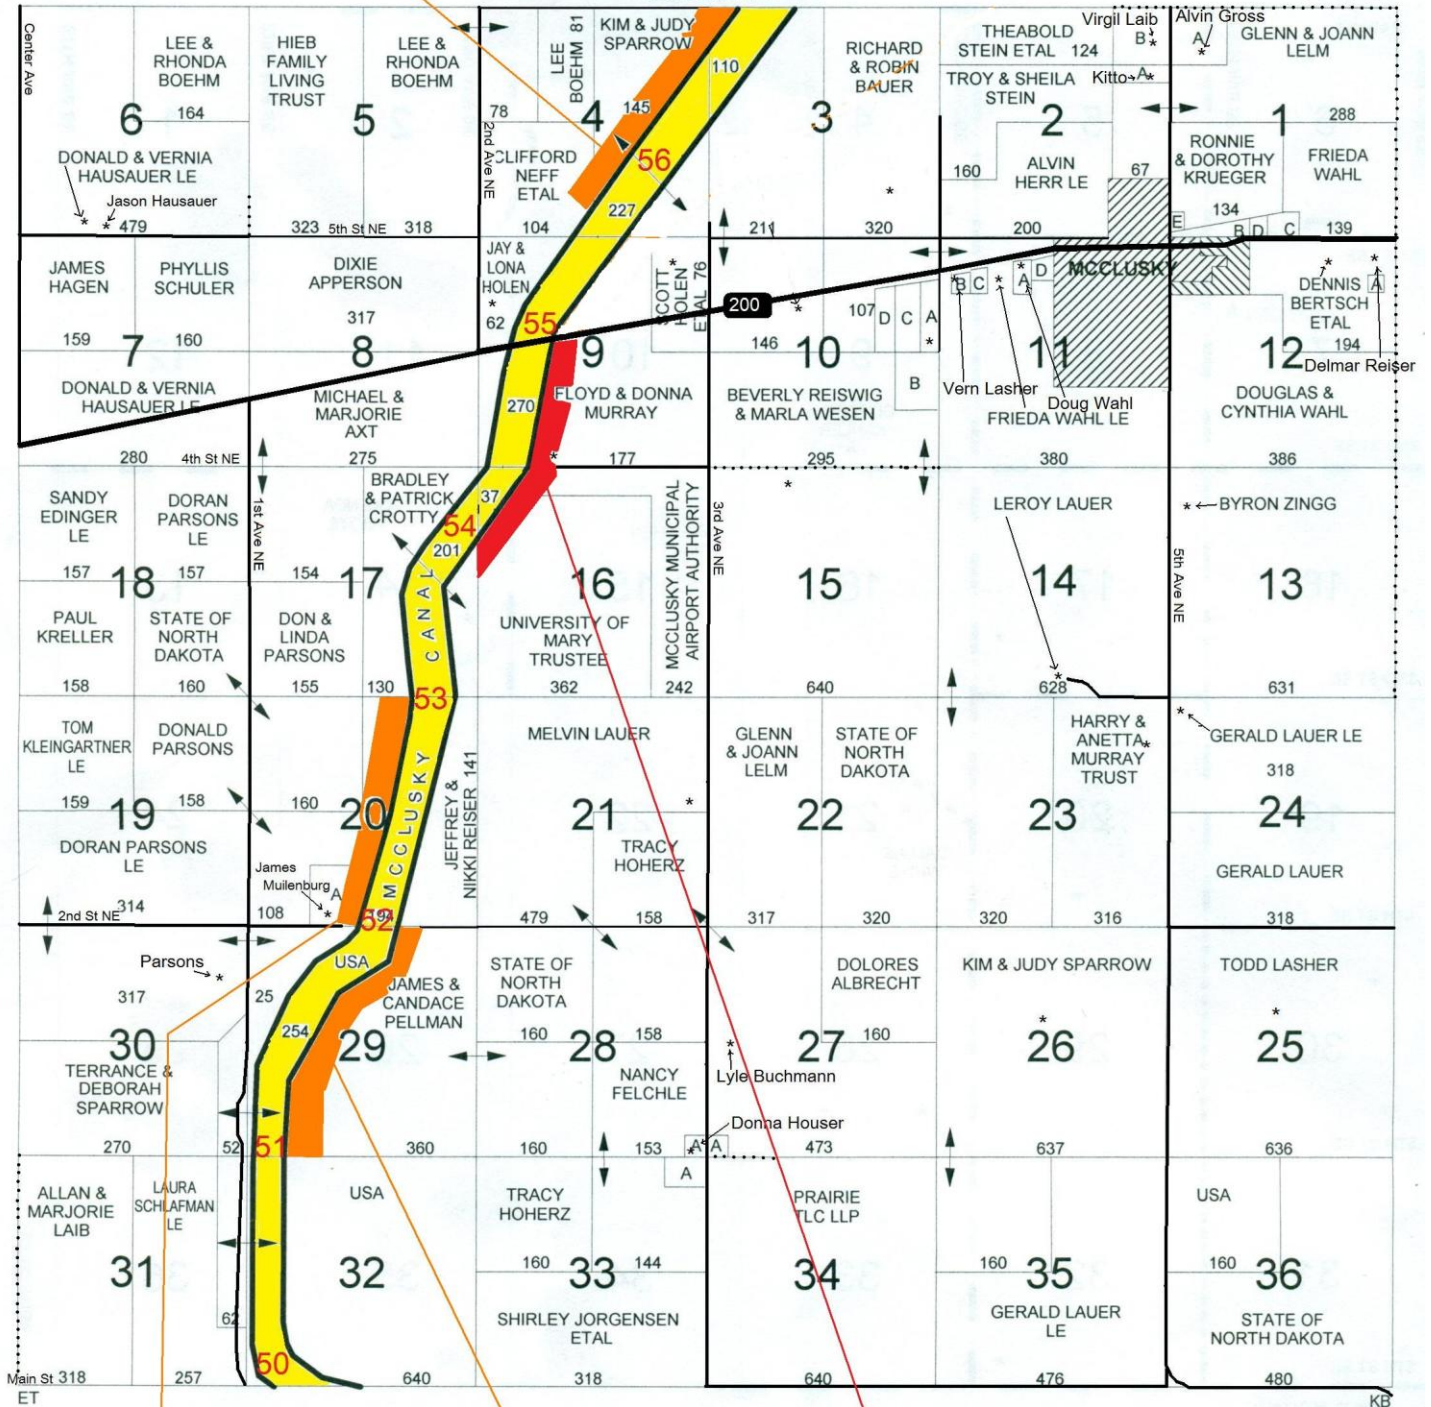 Center Ave
LEE &
RHONDA
BOEHM
164
6
DONALD & VERNIA
HAUSAUER LE
Jason Hausauer
479
HIEB
FAMILY
LIVING
TRUST
LEE &
RHONDA
BOEHM
5
323
5th St NE
318
LEE
BOEHM 81
KIM & JUDY
SPARROW
110
145
78
4
2nd Ave NE
56
CLIFFORD
NEFF
ETAL
227
104
RICHARD
& ROBIN
BAUER
3
211
320
THEABOLD
STEIN ETAL 124
Virgil Laib
B
TROY & SHEILA
STEIN
Kitto
A
2
160
ALVIN
HERR LE
67
200
Alvin Gross
A
GLENN & JOANN
LELM
1
288
RONNIE
& DOROTHY
KRUEGER
FRIEDA
WAHL
134
E
B
D
C
139
JAMES
HAGEN
PHYLLIS
SCHULER
159
7
160
DONALD & VERNIA
HAUSAUER LE
280
4th St NE
DIXIE
APPERSON
317
8
MICHAEL &
MARJORIE
AXT
275
JAY &
LONA
HOLEN
62
55
SCOTT
HOLEN
ETAL 76
9
270
FLOYD & DONNA
MURRAY
177
200
107
D
C
A
146
10
B
BEVERLY REISWIG
& MARLA WESEN
295
B
C
A
D
MCCLUSKY
11
Vern Lasher
Doug Wahl
FRIEDA WAHL LE
380
DENNIS
BERTSCH
ETAL
A
194
12
Delmar Reiser
DOUGLAS &
CYNTHIA WAHL
386
SANDY
EDINGER
LE
DORAN
PARSONS
LE
157
18
157
PAUL
KRELLER
STATE OF
NORTH
DAKOTA
158
160
1st Ave NE
BRADLEY
& PATRICK
CROTTY
37
54
201
154
17
DON &
LINDA
PARSONS
155
130
53
MCCLUSKY CANAL
16
UNIVERSITY OF
MARY
TRUSTEE
362
MCCLUSKY MUNICIPAL
AIRPORT AUTHORITY
242
3rd Ave NE
15
640
LEROY LAUER
14
628
5th Ave NE
BYRON ZINGG
13
631
TOM
KLEINGARTNER
LE
DONALD
PARSONS
159
19
158
DORAN PARSONS
LE
314
2nd St NE
160
20
James
Muilenburg
A
108
194
52
JEFFREY &
NIKKI REISER 141
MELVIN LAUER
21
TRACY
HOHERZ
479
158
GLENN
& JOANN
LELM
STATE OF
NORTH
DAKOTA
22
317
320
HARRY &
ANETTA
MURRAY
TRUST
23
320
316
GERALD LAUER LE
318
24
GERALD LAUER
318
Parsons
317
30
TERRANCE &
DEBORAH
SPARROW
270
52
USA
25
254
29
JAMES &
CANDACE
PELLMAN
51
360
STATE OF
NORTH
DAKOTA
160
28
158
NANCY
FELCHLE
160
153
A
A
DOLORES
ALBRECHT
27
160
Lyle Buchmann
Donna Houser
473
KIM & JUDY SPARROW
26
637
TODD LASHER
25
636
ALLAN &
MARJORIE
LAIB
LAURA
SCHLAFMAN
LE
31
62
Main St 318
257
USA
32
50
640
A
TRACY
HOHERZ
160
33
144
SHIRLEY JORGENSEN
ETAL
318
PRAIRIE
TLC LLP
34
640
160
35
GERALD LAUER
LE
476
USA
160
36
STATE OF
NORTH DAKOTA
480
ET
KB